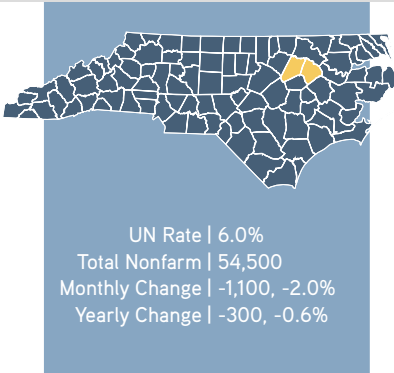 UN Rate | 6.0%
Total Nonfarm | 54,500
Monthly Change | -1,100, -2.0%
Yearly Change | -300, -0.6%